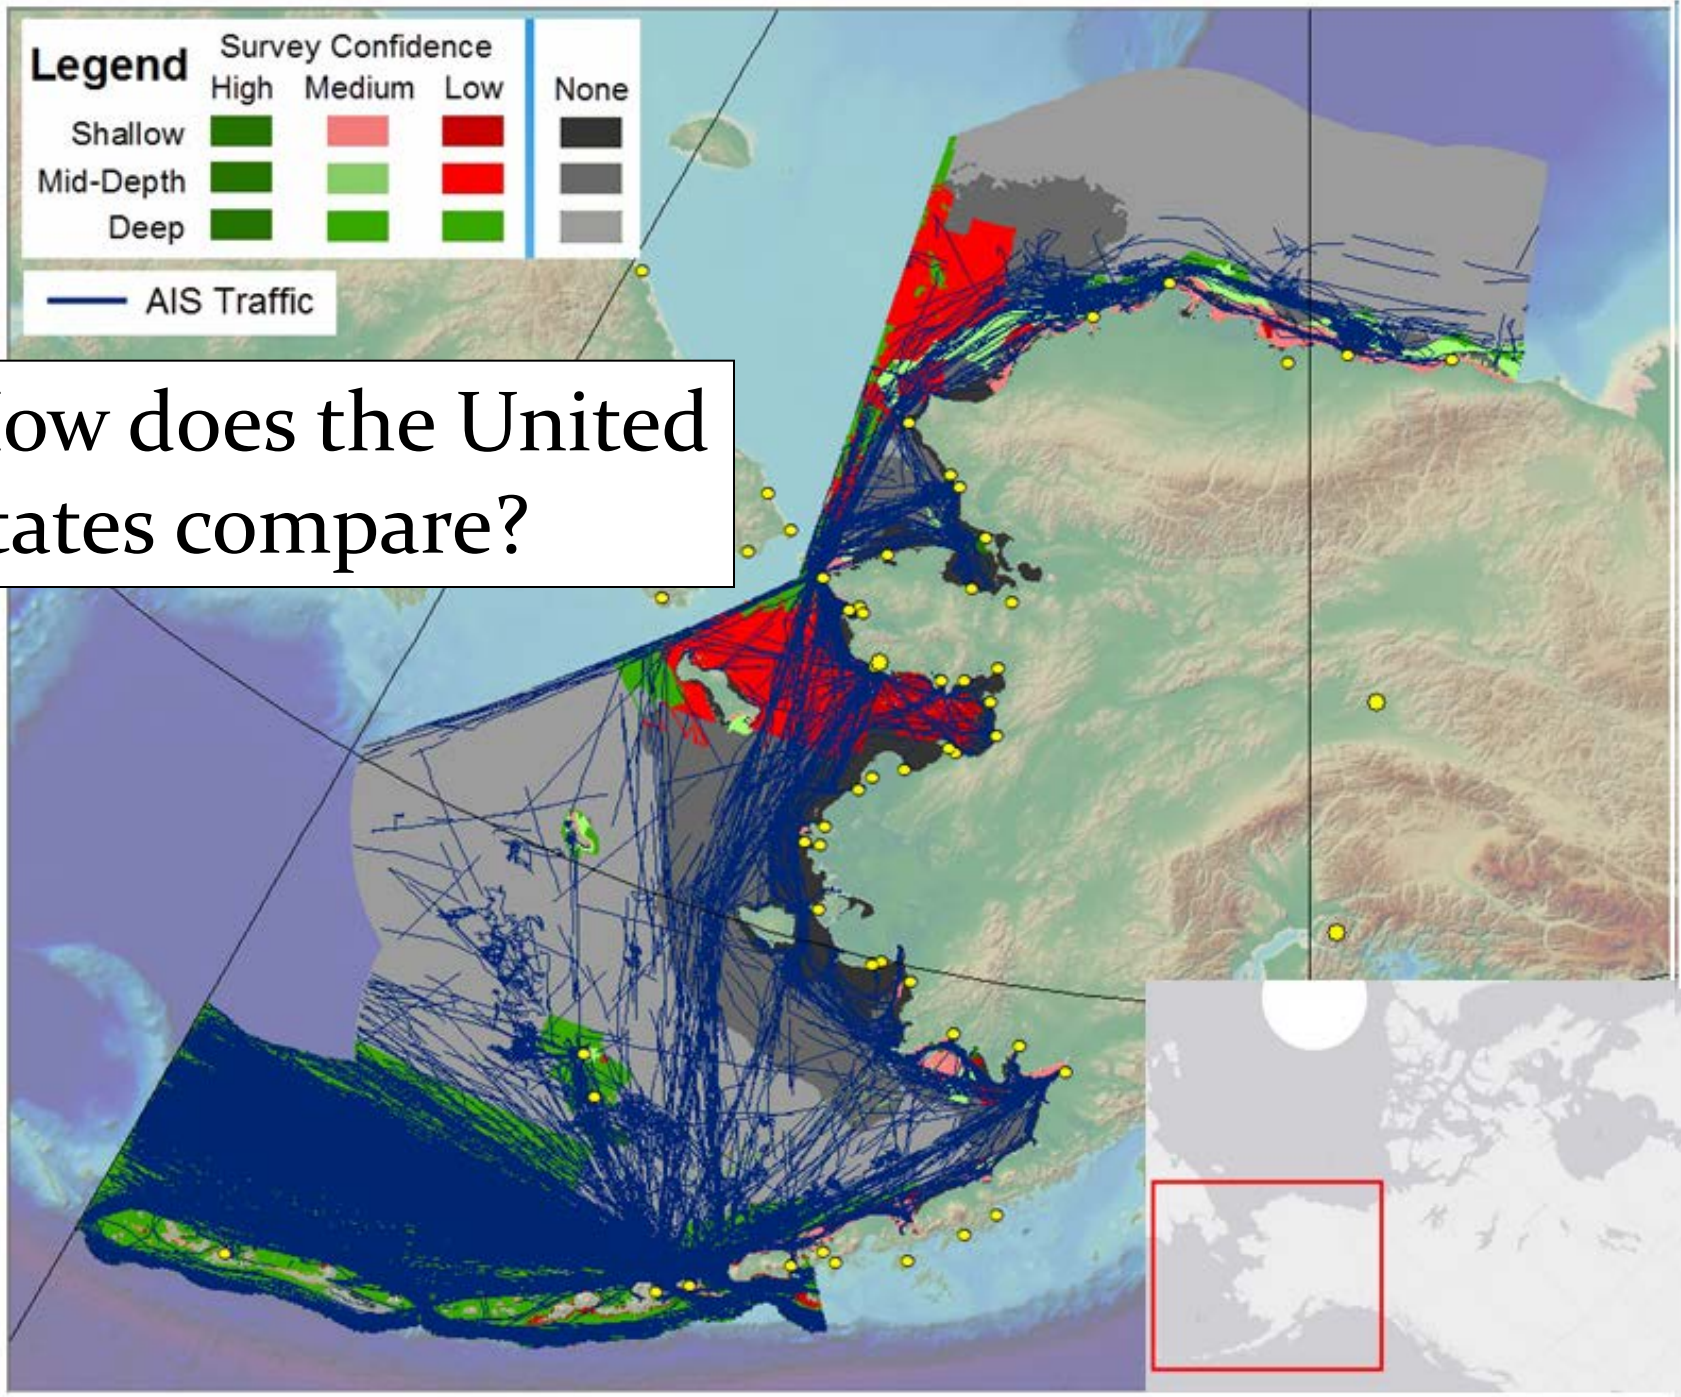 Legend
Survey Confidence
High Medium Low None
Shallow
Mid-Depth
Deep
AIS Traffic
ow does the United
tates compare?